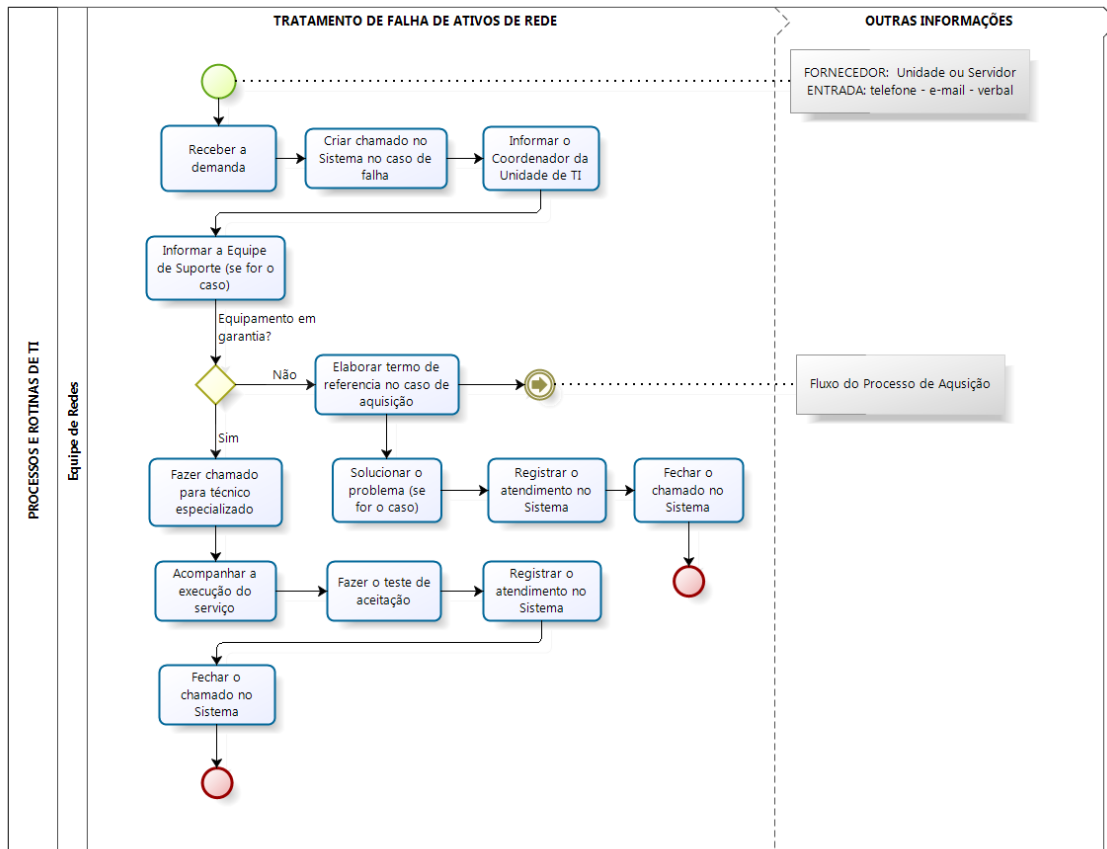 TRATAMENTO DE FALHA DE ATIVOS DE REDE
OUTRAS INFORMAÇÕES
PROCESSOS E ROTINAS DE TI
Equipe de Redes
FORNECEDOR: Unidade ou Servidor
ENTRADA: telefone - e-mail - verbal
Receber a
demanda
Criar chamado no
Sistema no caso de
falha
Informar o
Coordenador da
Unidade de TI
Informar a Equipe
de Suporte (se for o
caso)
Equipamento em
garantia?
Não
Elaborar termo de
referencia no caso de
aquisição
Fluxo do Processo de Aqusição
Sim
Fazer chamado
para técnico
especializado
Solucionar o
problema (se
for o caso)
Registrar o
atendimento no
Sistema
Fechar o
chamado no
Sistema
Acompanhar a
execução do
serviço
Fazer o teste de
aceitação
Registrar o
atendimento no
Sistema
Fechar o
chamado no
Sistema